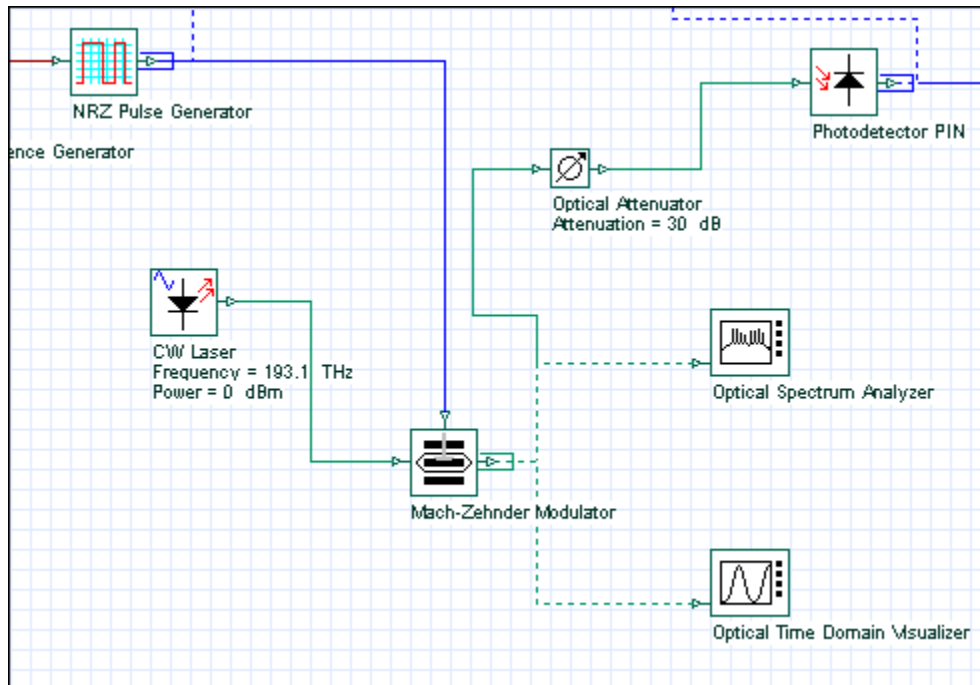 NRZ Pulse Generator
ence Generator
Photodetector PIN
Optical Attenuator
Attenuation = 30 dB
CW Laser
Frequency = 193.1 THz
Power = 0 dBm
Optical Spectrum Analyzer
Mach-Zehnder Modulator
Optical Time Domain Visualizer